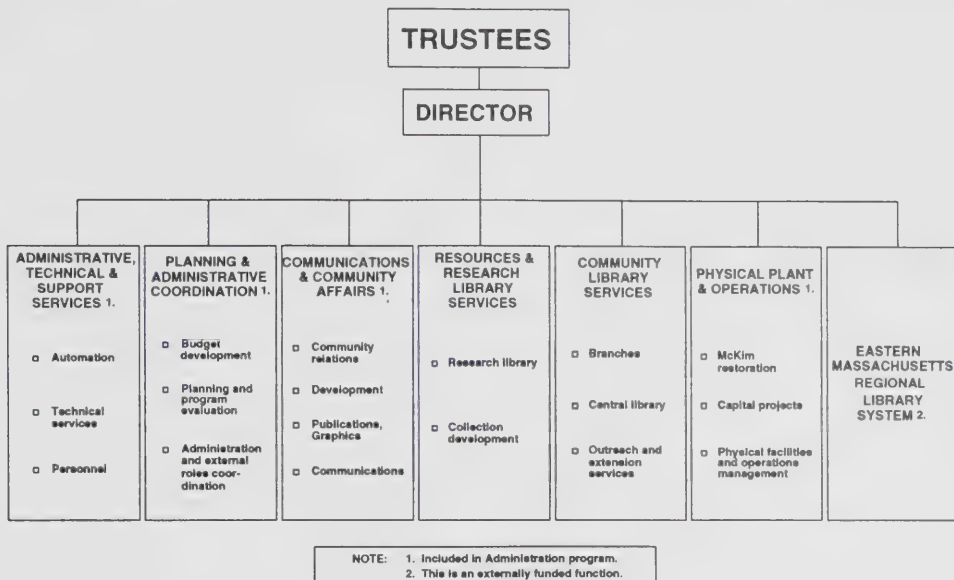 TRUSTEES
DIRECTOR
ADMINISTRATIVE,
TECHNICAL &
SUPPORT
SERVICES 1.
Automation
Technical
services
Personnel
PLANNING &
ADMINISTRATIVE
COORDINATION 1.
Budget
development
Planning and
program
evaluation
Administration
and external
roles coor-
dination
COMMUNICATIONS
& COMMUNITY
AFFAIRS 1.
Community
relations
Development
Publications,
Graphics
Communications
RESOURCES &
RESEARCH
LIBRARY
SERVICES
Research library
Collection
development
COMMUNITY
LIBRARY
SERVICES
Branches
Central library
Outreach and
extension
services
PHYSICAL PLANT
& OPERATIONS 1.
McKim
restoration
Capital projects
Physical facilities
and operations
management
EASTERN
MASSACHUSETTS
REGIONAL
LIBRARY
SYSTEM 2.
NOTE: 1. Included in Administration program.
2. This is an externally funded function.